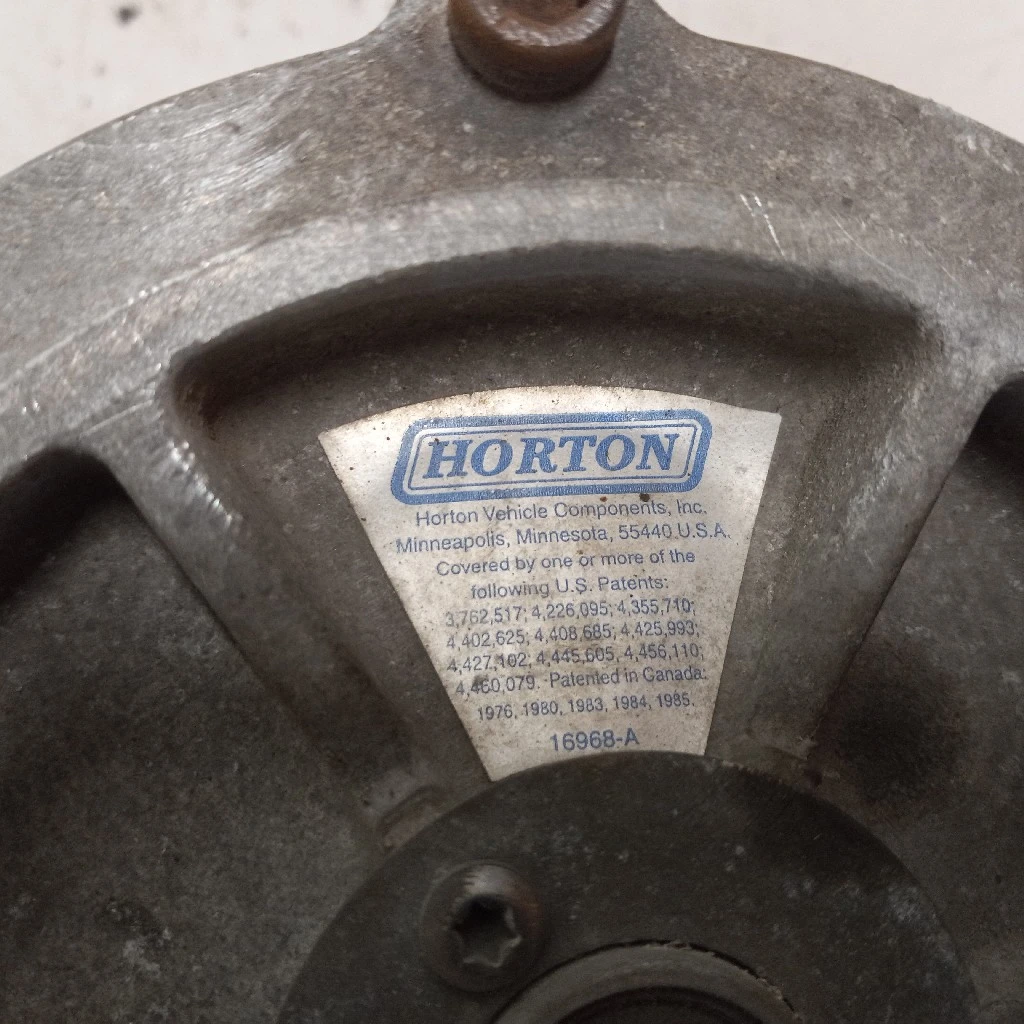 HORTON
Horton Vehicle Components, Inc.
Minneapolis, Minnesota, 55440 U.S.A.
Covered by one or more of the
following U.S. Patents:
3,762,517; 4,226,095; 4,355,710;
4,402,625; 4,408,685; 4,425,993;
4,427,102; 4,445,605, 4,456,110;
4,460,079. Patented in Canada:
1976, 1980, 1983, 1984, 1985.
16968-A